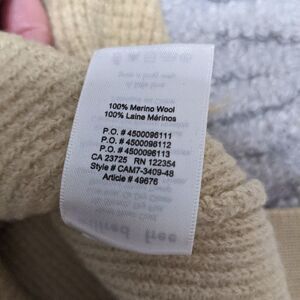 100% Merino Wool
100% Laine Mérinos
P.O. # 4500096111
P.O. # 4500096112
P.O. # 4500096113
CA 23725 RN 122354
Style # CAM7-3409-48
Article # 49676